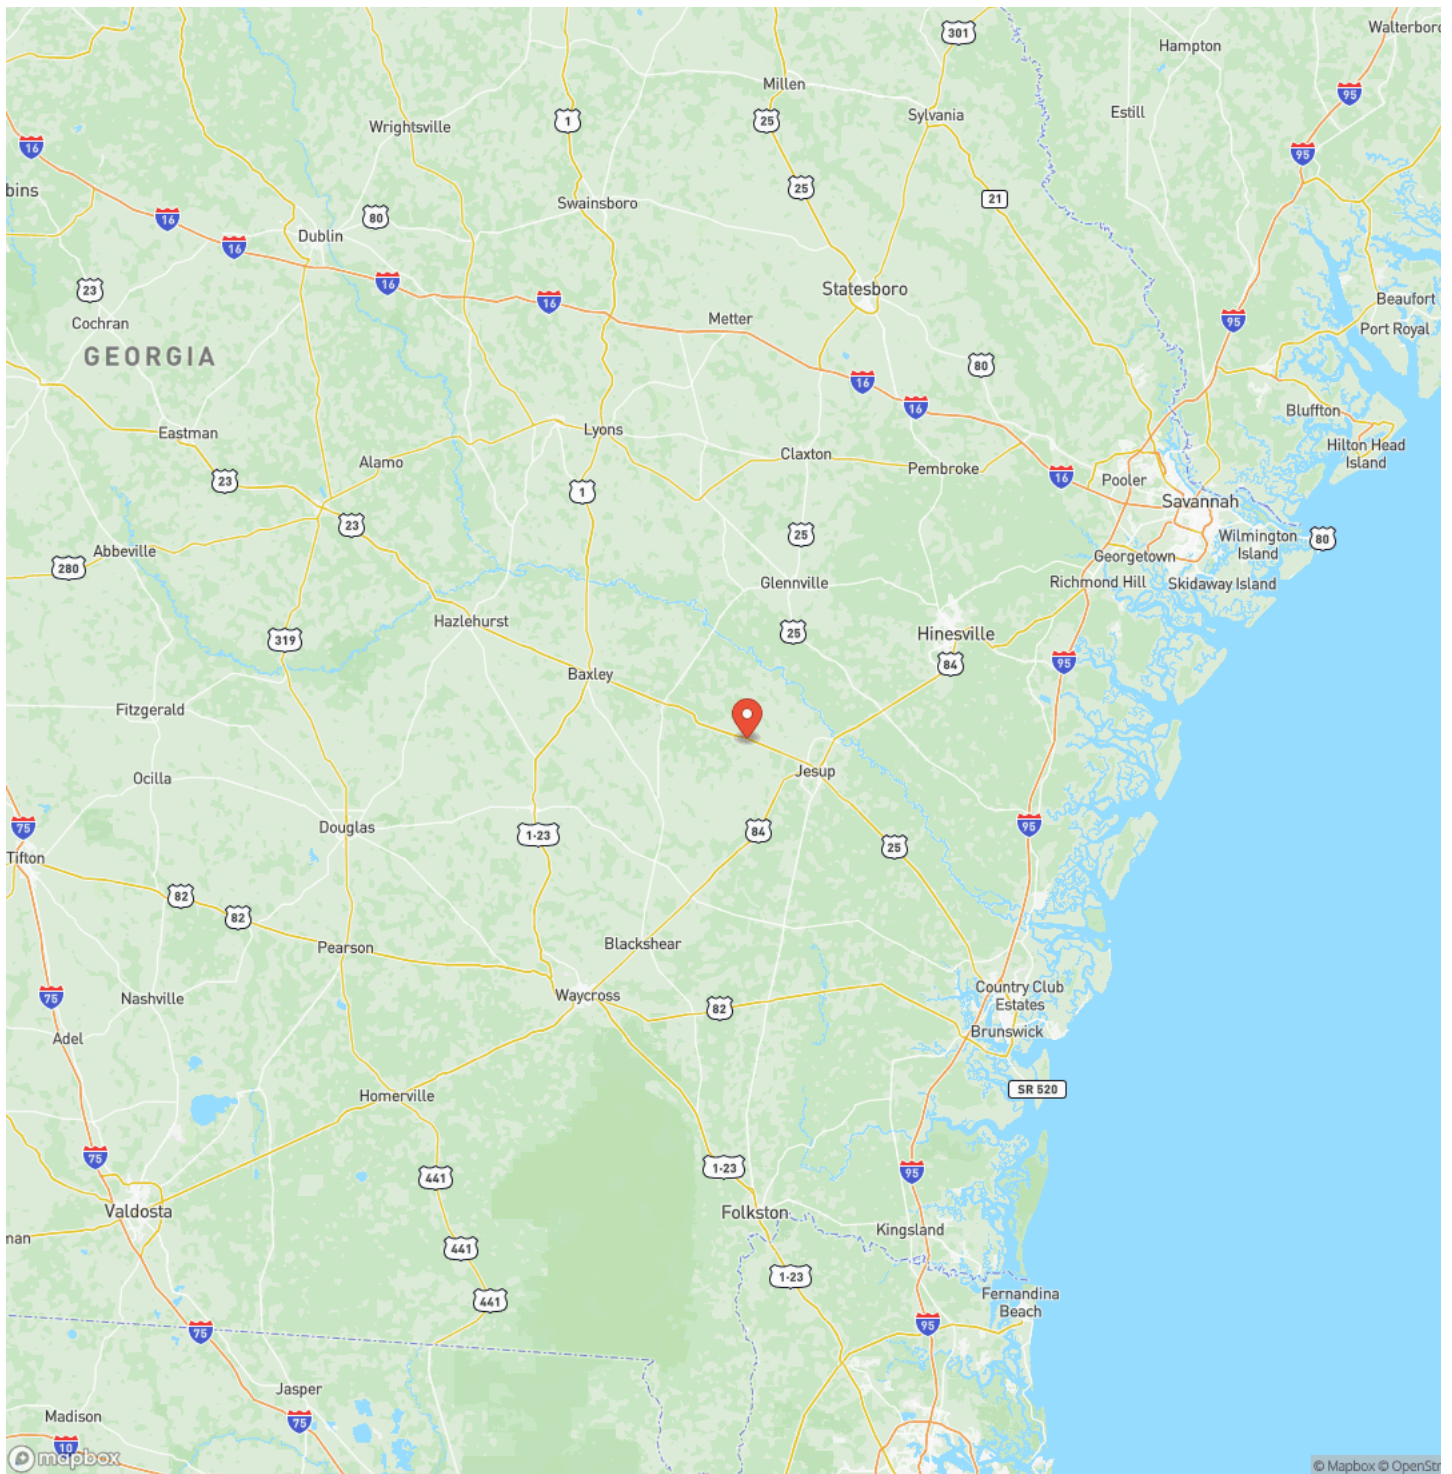 301
Walterboro
Hampton
Millen
95
Estill
Sylvania
1
25
Wrightsville
16
95
bins
25
21
Swainsboro
16
80
Dublin
16
16
23
Statesboro
Beaufort
16
Cochran
Metter
95
Port Royal
GEORGIA
80
16
16
Bluffton
Eastman
Lyons
Hilton Head
Island
Alamo
Claxton
Pembroke
23
16
Pooler
1
Savannah
23
25
Wilmington
Island
80
Abbeville
Georgetown
280
Glennville
Richmond Hill
Skidaway Island
Hazlehurst
319
25
Hinesville
84
95
Baxley
Fitzgerald
Jesup
Ocilla
75
Douglas
1-23
84
95
25
Tifton
82
82
Pearson
Blackshear
Country Club
Estates
75
Nashville
Waycross
82
Brunswick
Adel
Homerville
SR 520
75
441
1-23
95
Valdosta
Folkston
Kingsland
man
441
1-23
441
Fernandina
Beach
75
95
Jasper
75
Madison
10
mapbox
© Mapbox © OpenStr